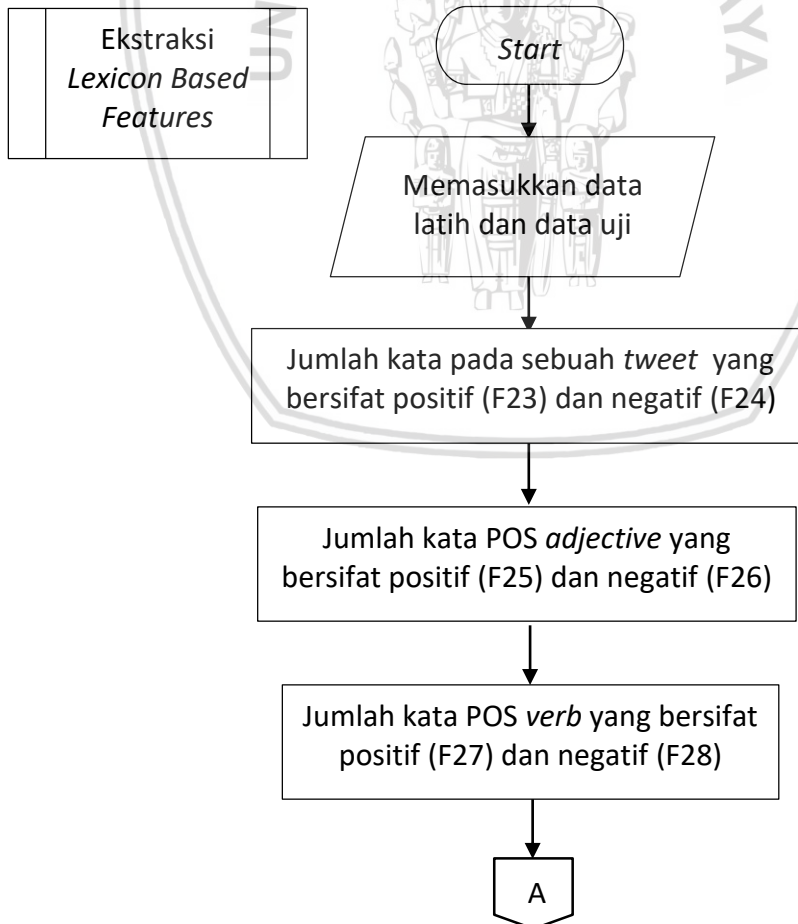 Ekstraksi
Lexicon Based
Features
Start
Memasukkan data
latih dan data uji
Jumlah kata pada sebuah tweet yang
bersifat positif (F23) dan negatif (F24)
Jumlah kata POS adjective yang
bersifat positif (F25) dan negatif (F26)
Jumlah kata POS verb yang bersifat
positif (F27) dan negatif (F28)
A
UN
AYA